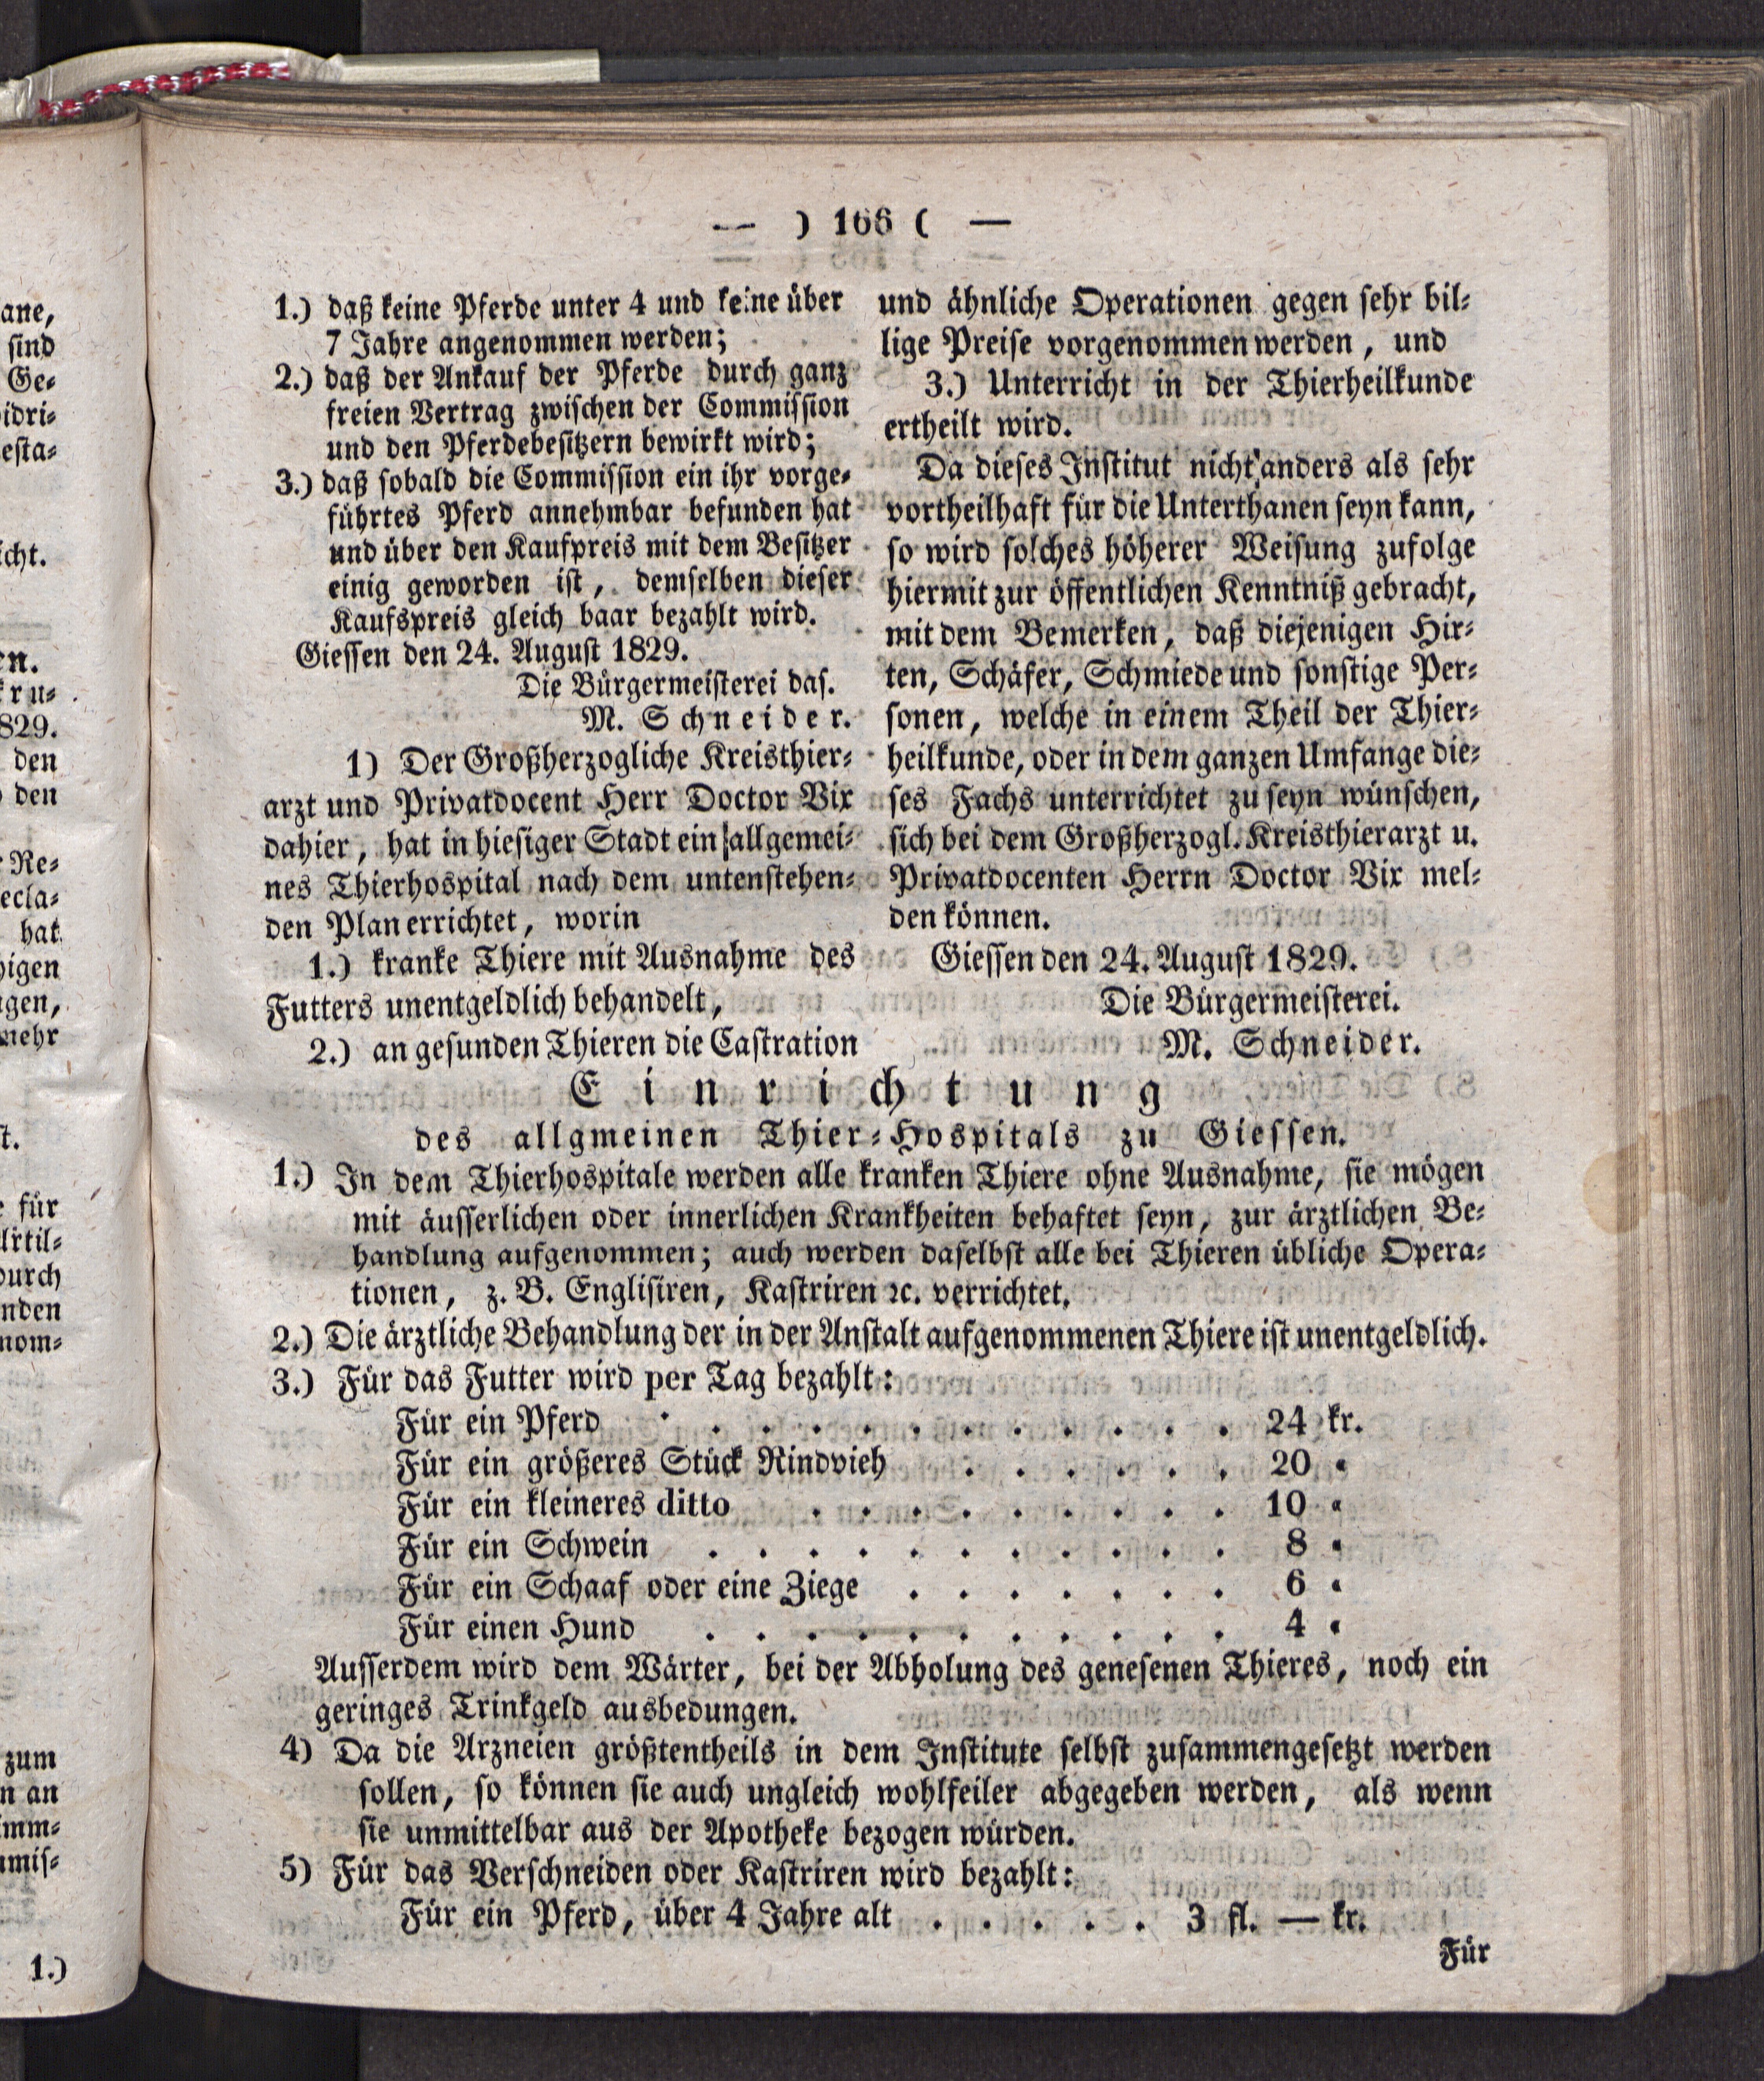 — ) 166 ( —
1.) daß keine Pferde unter 4 und keine über
7 Jahre angenommen werden;
2.) daß der Ankauf der Pferde durch ganz
freien Vertrag zwischen der Commission
und den Pferdebesitzern bewirkt wird;
3.) daß sobald die Commission ein ihr vorge-
führtes Pferd annehmbar befunden hat
und über den Kaufpreis mit dem Besitzer
einig geworden ist, demselben dieser
Kaufspreis gleich baar bezahlt wird.
Giessen den 24. August 1829.
Die Bürgermeisterei das.
M. Schneider.
1) Der Großherzogliche Kreisthier-
arzt und Privatdocent Herr Doctor Vix
dahier, hat in hiesiger Stadt ein allgemei-
nes Thierhospital nach dem untenstehen-
den Plan errichtet, worin
1.) kranke Thiere mit Ausnahme des
Futters unentgeldlich behandelt,
2.) an gesunden Thieren die Castration
und ähnliche Operationen gegen sehr bil-
lige Preise vorgenommen werden, und
3.) Unterricht in der Thierheilkunde
ertheilt wird.
Da dieses Institut nicht anders als sehr
vortheilhaft für die Unterthanen seyn kann,
so wird solches höherer Weisung zufolge
hiermit zur öffentlichen Kenntniß gebracht,
mit dem Bemerken, daß diejenigen Hir-
ten, Schäfer, Schmiede und sonstige Per-
sonen, welche in einem Theil der Thier-
heilkunde, oder in dem ganzen Umfange die-
ses Fachs unterrichtet zu seyn wünschen,
sich bei dem Großherzogl. Kreisthierarzt u.
Privatdocenten Herrn Doctor Vix mel-
den können.
Giessen den 24. August 1829.
Die Bürgermeisterei.
M. Schneider.
Einrichtung
des allgmeinen Thier-Hospitals zu Giessen.
1.) In dem Thierhospitale werden alle kranken Thiere ohne Ausnahme, sie mögen
mit äusserlichen oder innerlichen Krankheiten behaftet seyn, zur ärztlichen Be-
handlung aufgenommen; auch werden daselbst alle bei Thieren übliche Opera-
tionen, z. B. Englisiren, Kastriren ꝛc. verrichtet.
2.) Die ärztliche Behandlung der in der Anstalt aufgenommenen Thiere ist unentgeldlich.
3.) Für das Futter wird per Tag bezahlt:
Für ein Pferd . . . . . . . . . . . . 24 kr.
Für ein größeres Stück Rindvieh . . . . . . 20 "
Für ein kleineres ditto . . . . . . . . . 10 "
Für ein Schwein . . . . . . . . . . . 8 "
Für ein Schaaf oder eine Ziege . . . . . . . 6 "
Für einen Hund . . . . . . . . . . . 4 "
Ausserdem wird dem Wärter, bei der Abholung des genesenen Thieres, noch ein
geringes Trinkgeld ausbedungen.
4) Da die Arzneien größtentheils in dem Institute selbst zusammengesetzt werden
sollen, so können sie auch ungleich wohlfeiler abgegeben werden, als wenn
sie unmittelbar aus der Apotheke bezogen würden.
5) Für das Verschneiden oder Kastriren wird bezahlt:
Für ein Pferd, über 4 Jahre alt . . . . . 3 fl. — kr.
Für